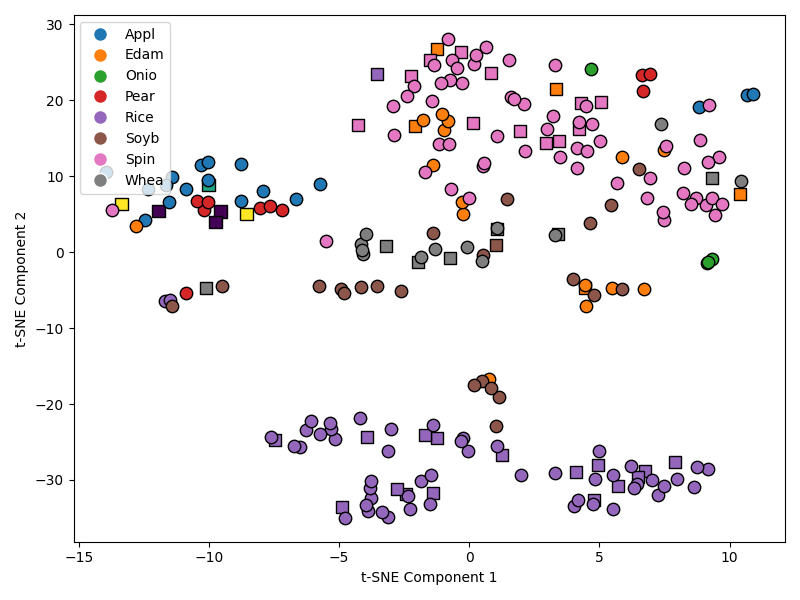 30
20
10
0
−10
−20
−30
t-SNE Component 2
Appl
Edam
Onio
Pear
Rice
Soyb
Spin
Whea
−15
−10
−5
0
5
10
t-SNE Component 1